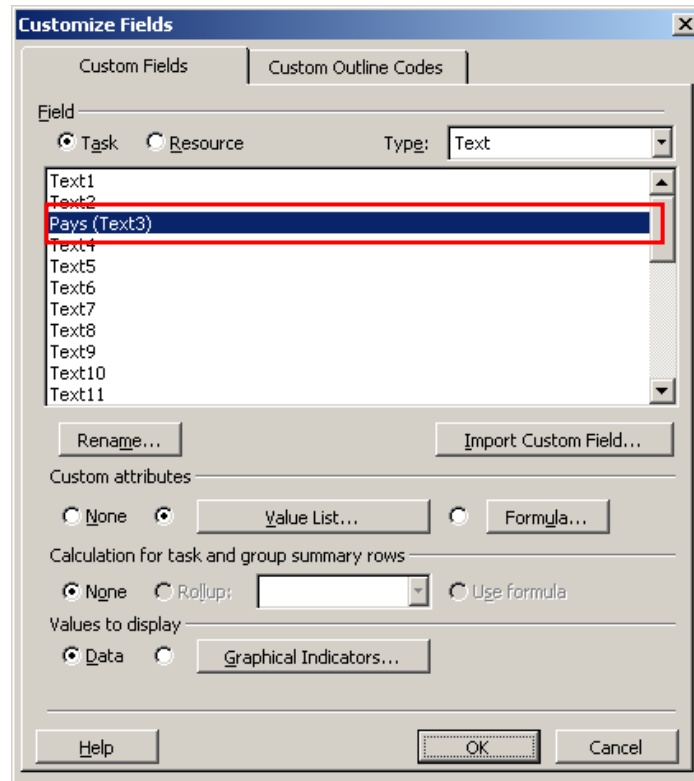 Customize Fields
Custom Fields Custom Outline Codes
Field
Task Resource Type: Text
Text1
Text2
Pays (Text3)
Text4
Text5
Text6
Text7
Text8
Text9
Text10
Text11
Rename... Import Custom Field...
Custom attributes
None Value List... Formula...
Calculation for task and group summary rows
None Rollup: Use formula
Values to display
Data Graphical Indicators...
Help OK Cancel